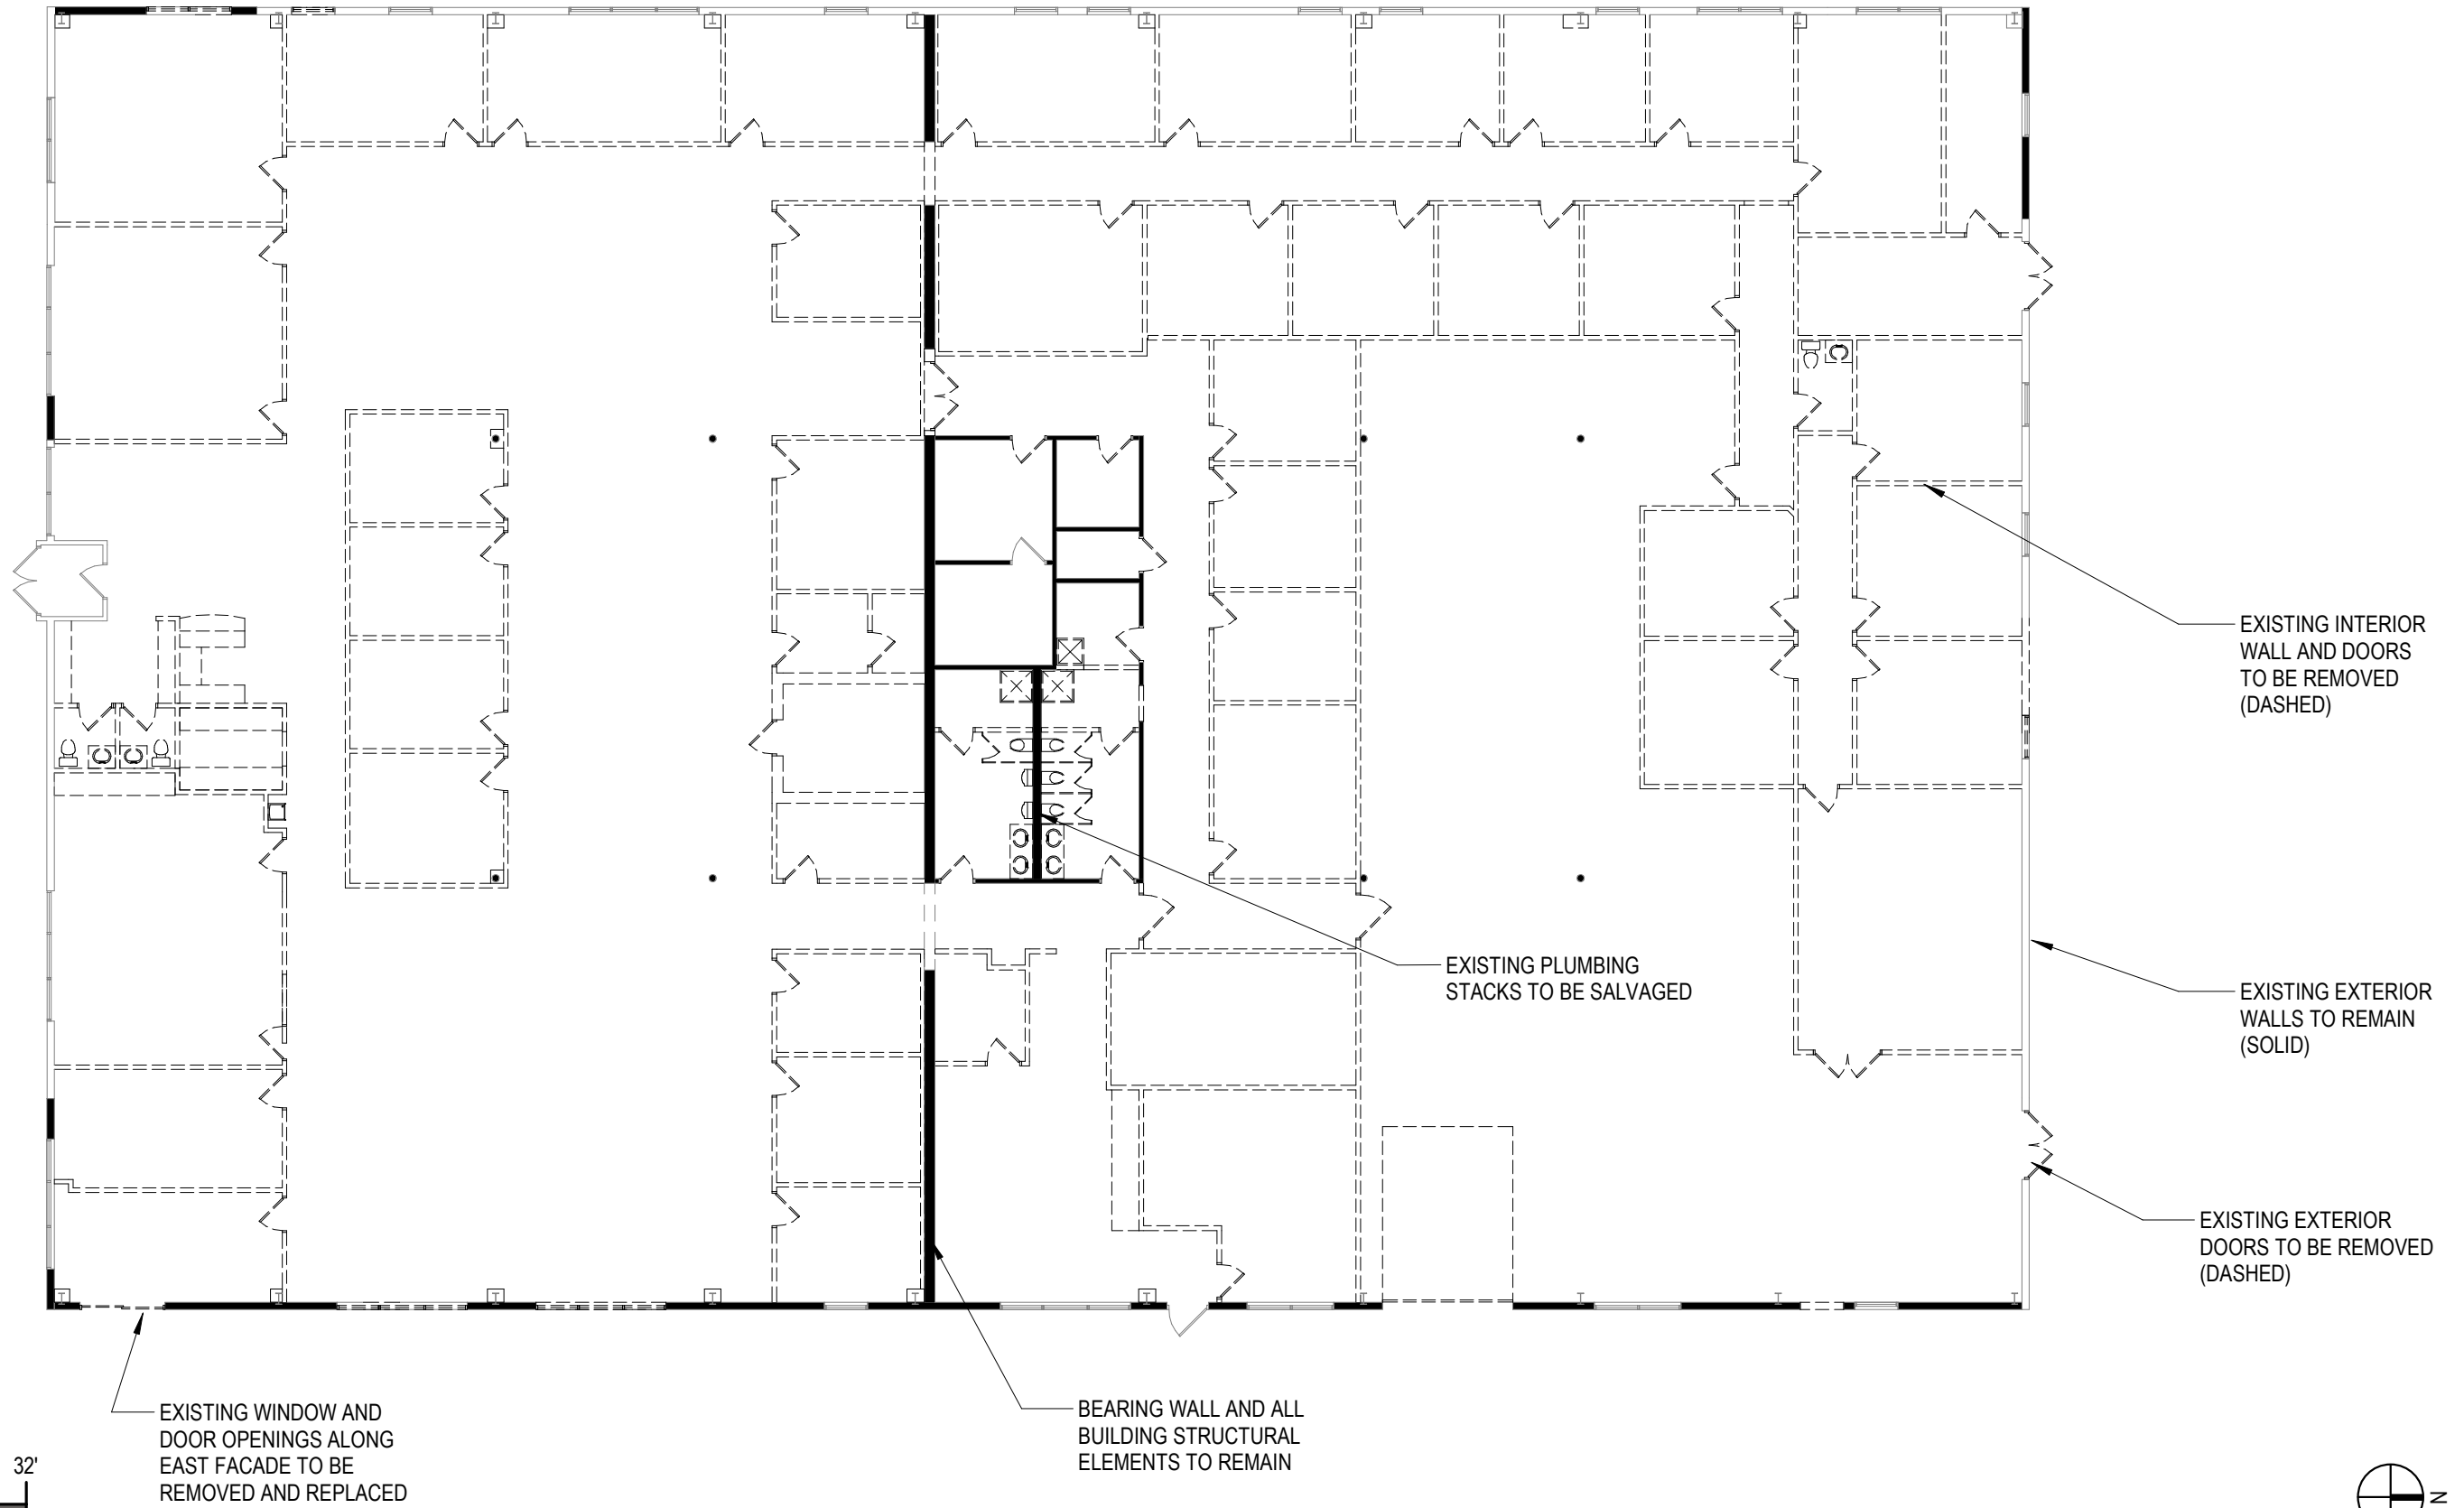 EXISTING INTERIOR
WALL AND DOORS
TO BE REMOVED
(DASHED)
EXISTING PLUMBING
STACKS TO BE SALVAGED
EXISTING EXTERIOR
WALLS TO REMAIN
(SOLID)
EXISTING EXTERIOR
DOORS TO BE REMOVED
(DASHED)
EXISTING WINDOW AND
DOOR OPENINGS ALONG
EAST FACADE TO BE
REMOVED AND REPLACED
BEARING WALL AND ALL
BUILDING STRUCTURAL
ELEMENTS TO REMAIN
32'
N